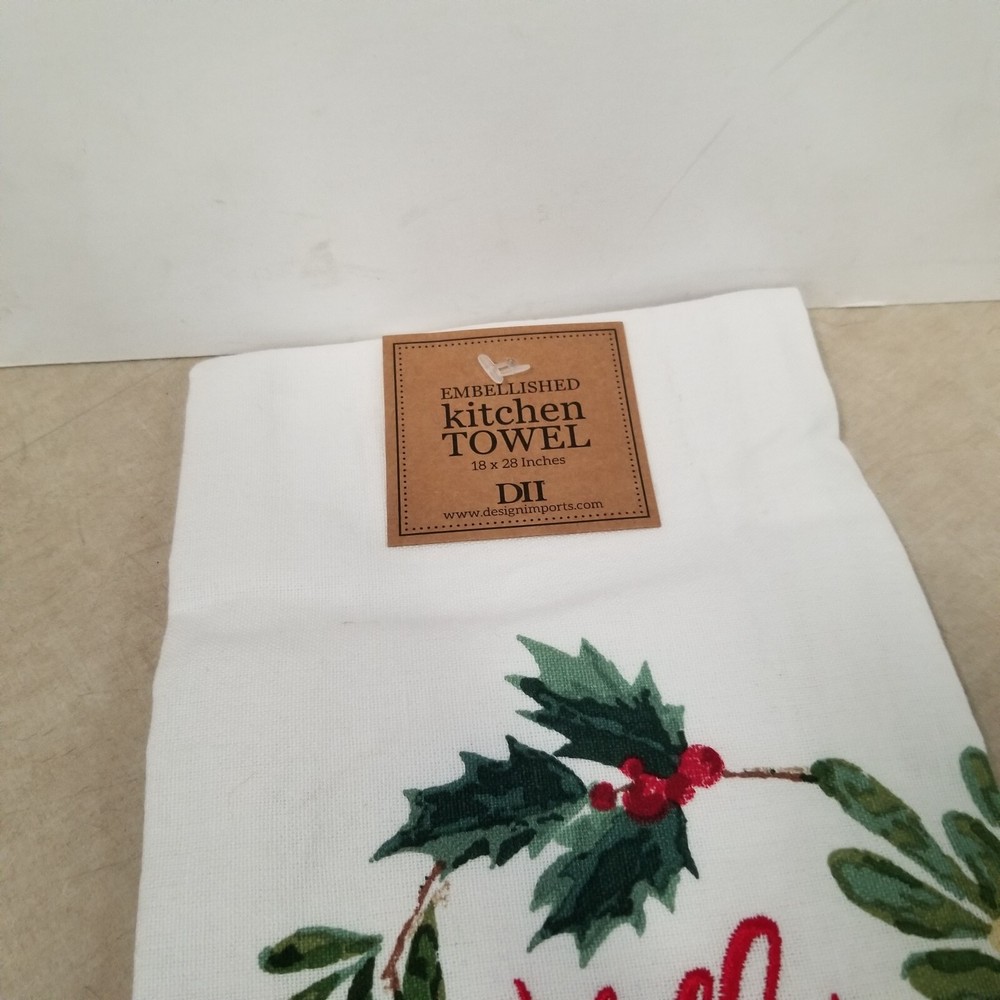 EMBELLISHED
kitchen
TOWEL
18 x 28 Inches
DII
www.designimports.com